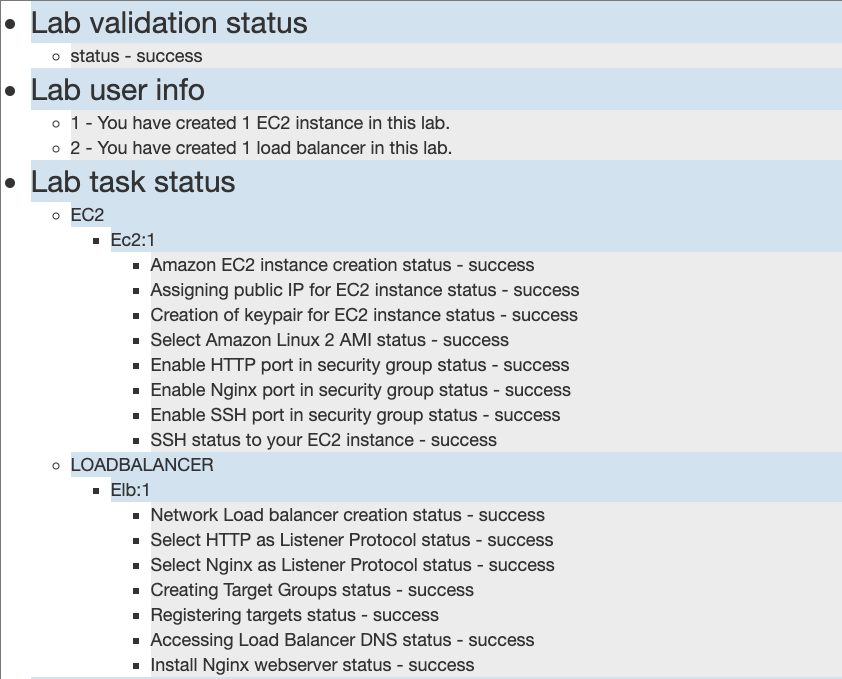 Lab validation status
status - success
Lab user info
1 - You have created 1 EC2 instance in this lab.
2 - You have created 1 load balancer in this lab.
Lab task status
EC2
Ec2:1
Amazon EC2 instance creation status - success
Assigning public IP for EC2 instance status - success
Creation of keypair for EC2 instance status - success
Select Amazon Linux 2 AMI status - success
Enable HTTP port in security group status - success
Enable Nginx port in security group status - success
Enable SSH port in security group status - success
SSH status to your EC2 instance - success
LOADBALANCER
Elb:1
Network Load balancer creation status - success
Select HTTP as Listener Protocol status - success
Select Nginx as Listener Protocol status - success
Creating Target Groups status - success
Registering targets status - success
Accessing Load Balancer DNS status - success
Install Nginx webserver status - success